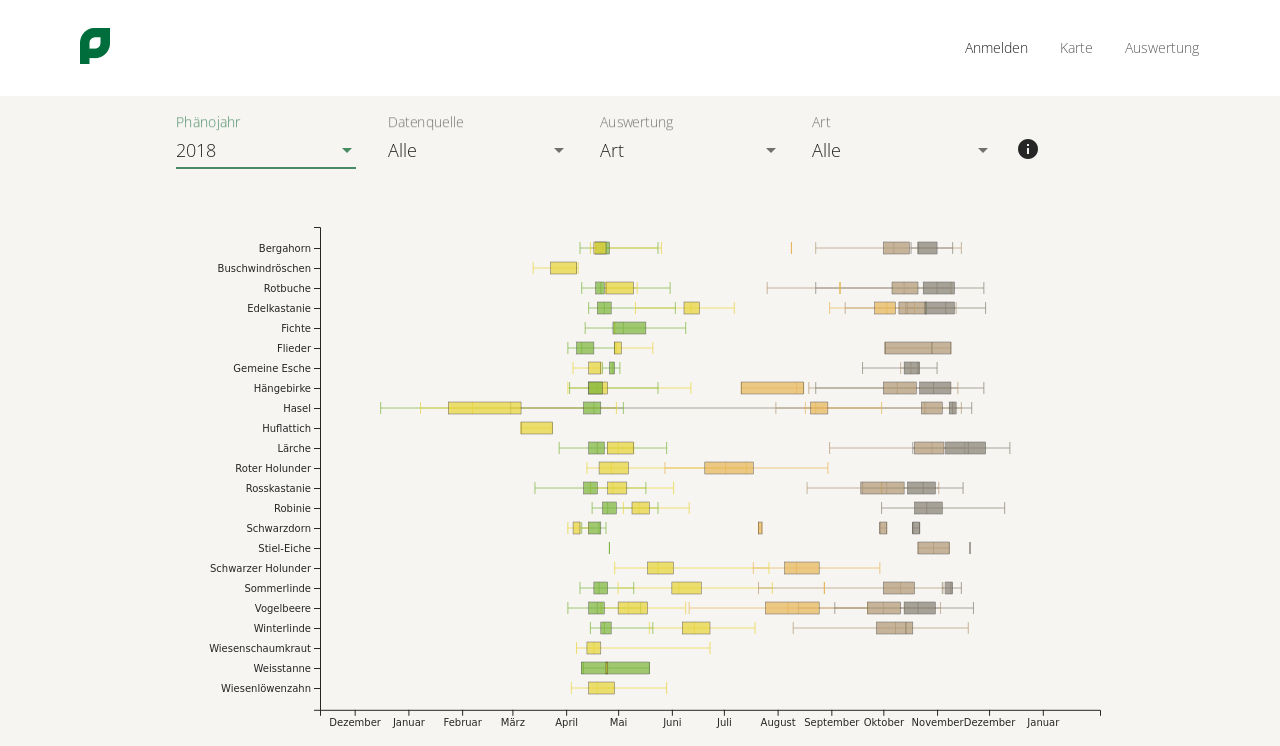 Anmelden Karte Auswertung
Phänojahr Datenquelle Auswertung Art
2018 Alle Art Alle
Bergahorn
Buschwindröschen
Rotbuche
Edelkastanie
Fichte
Flieder
Gemeine Esche
Hängebirke
Hasel
Huflattich
Lärche
Roter Holunder
Rosskastanie
Robinie
Schwarzdorn
Stiel-Eiche
Schwarzer Holunder
Sommerlinde
Vogelbeere
Winterlinde
Wiesenschaumkraut
Weisstanne
Wiesenlöwenzahn
Dezember Januar Februar März April Mai Juni Juli August September Oktober November Dezember Januar